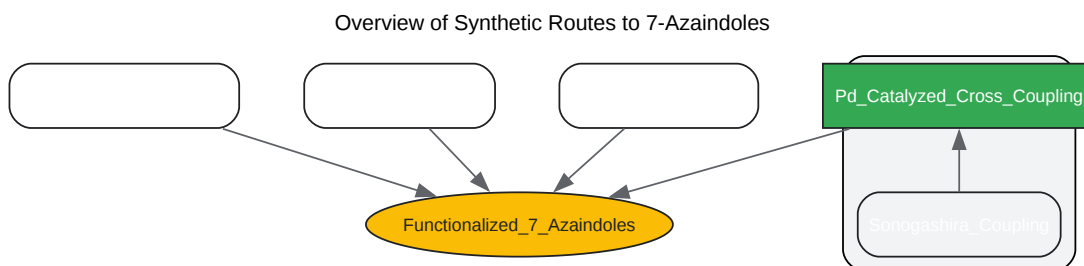 Overview of Synthetic Routes to 7-Azaindoles
Pd_Catalyzed_Cross_Coupling
Functionalized_7_Azaindoles
Sonogashira_Coupling